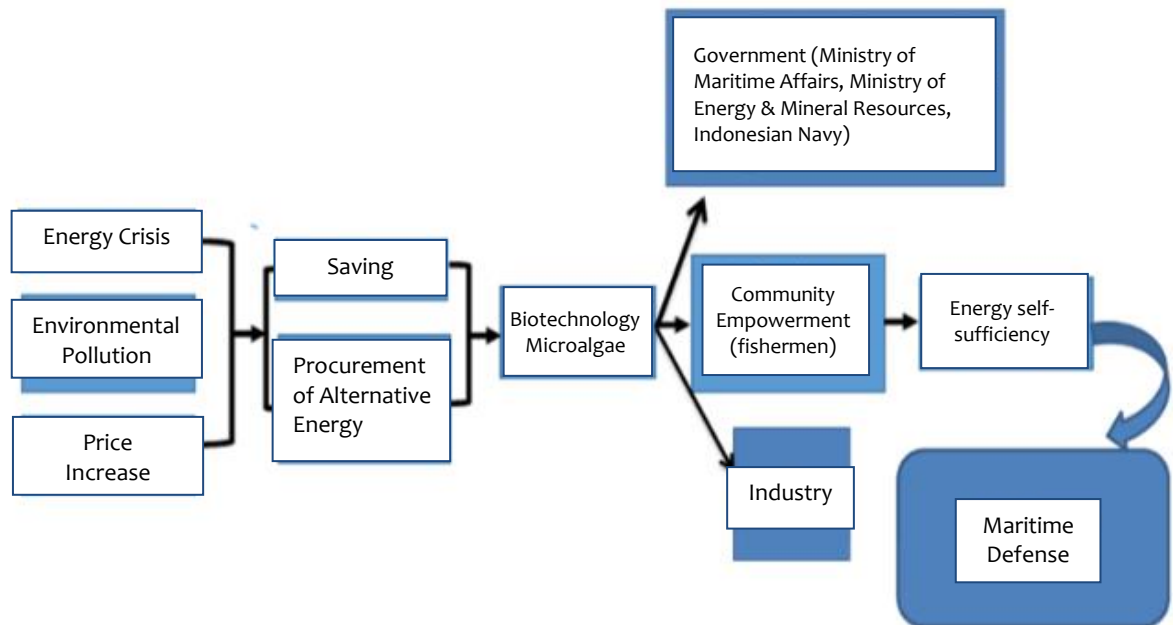 Government (Ministry of
Maritime Affairs, Ministry of
Energy & Mineral Resources,
Indonesian Navy)
Energy Crisis
Environmental
Pollution
Price
Increase
Saving
Procurement
of Alternative
Energy
Biotechnology
Microalgae
Community
Empowerment
(fishermen)
Energy self-
sufficiency
Industry
Maritime
Defense